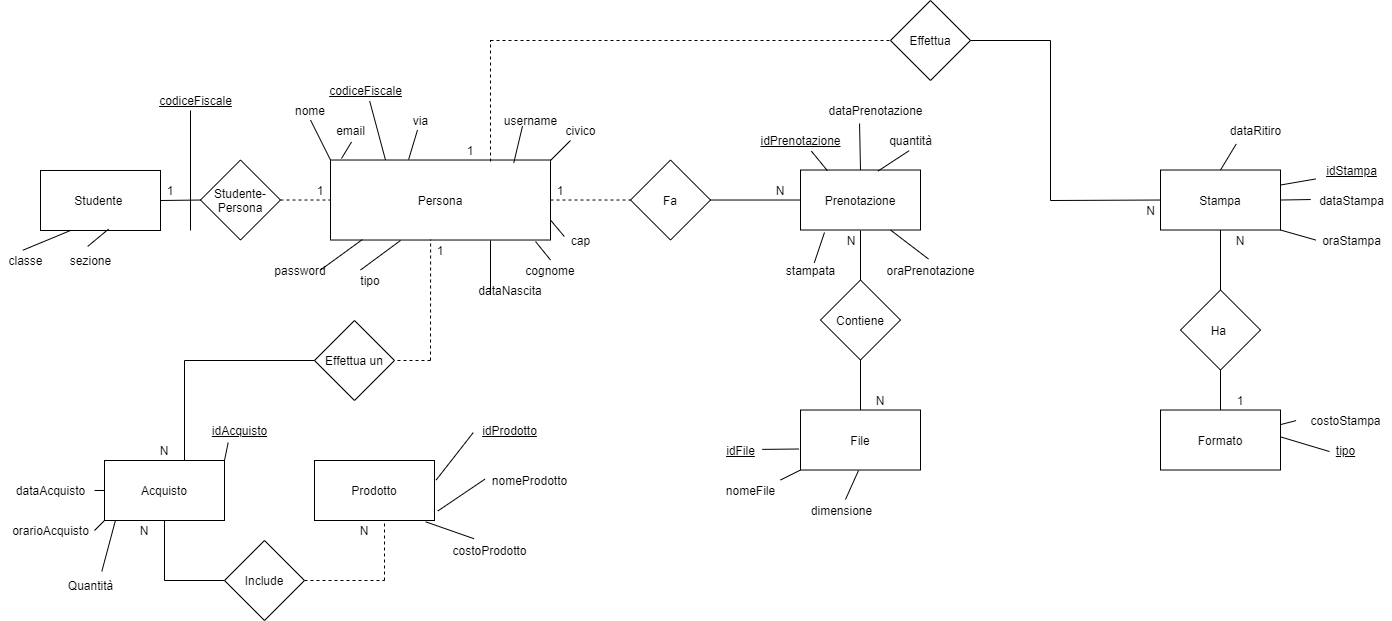 Effettua
codiceFiscale
nome
email
codiceFiscale
via
username
civico
1
dataPrenotazione
idPrenotazione
quantità
dataRitiro
idStampa
dataStampa
oraStampa
Studente
1
Studente-
Persona
1
Persona
1
Fa
N
Prenotazione
N
Stampa
classe
sezione
password
tipo
1
dataNascita
cognome
cap
stampata
N
oraPrenotazione
N
Effettua un
Contiene
Ha
N
idAcquisto
idProdotto
N
1
dataAcquisto
Acquisto
Prodotto
nomeProdotto
idFile
File
Formato
costoStampa
tipo
orarioAcquisto
N
N
costoProdotto
nomeFile
dimensione
Quantità
Include